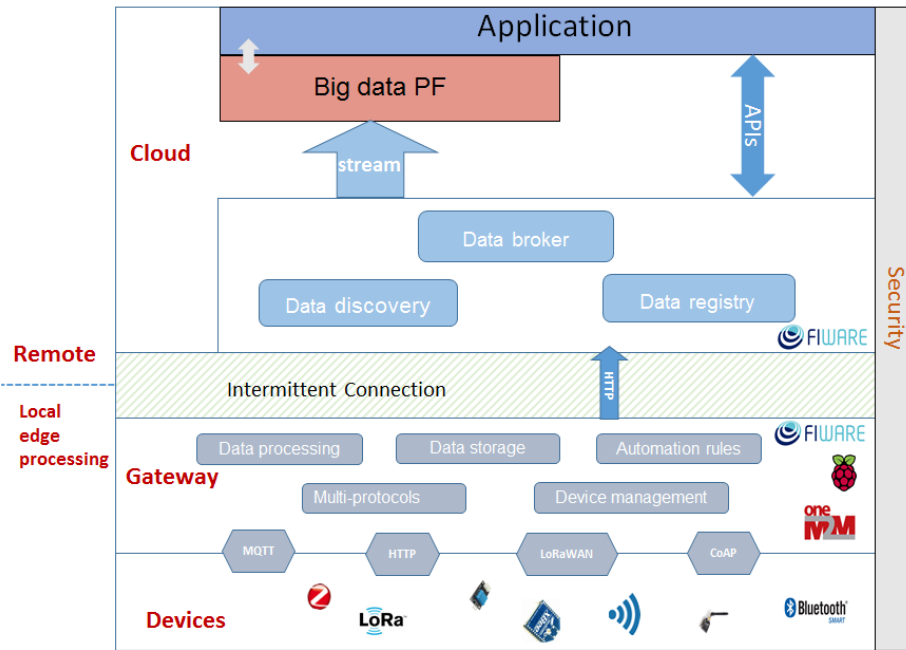 Application
Big data PF
APIs
Cloud
stream
Data broker
Data discovery
Data registry
Security
FIWARE
Remote
Intermittent Connection
HTTP
Local
edge
processing
FIWARE
Data processing
Data storage
Automation rules
Gateway
Multi-protocols
Device management
one
M2M
MQTT
HTTP
LoRaWAN
CoAP
Devices
LoRa
Bluetooth
SMART